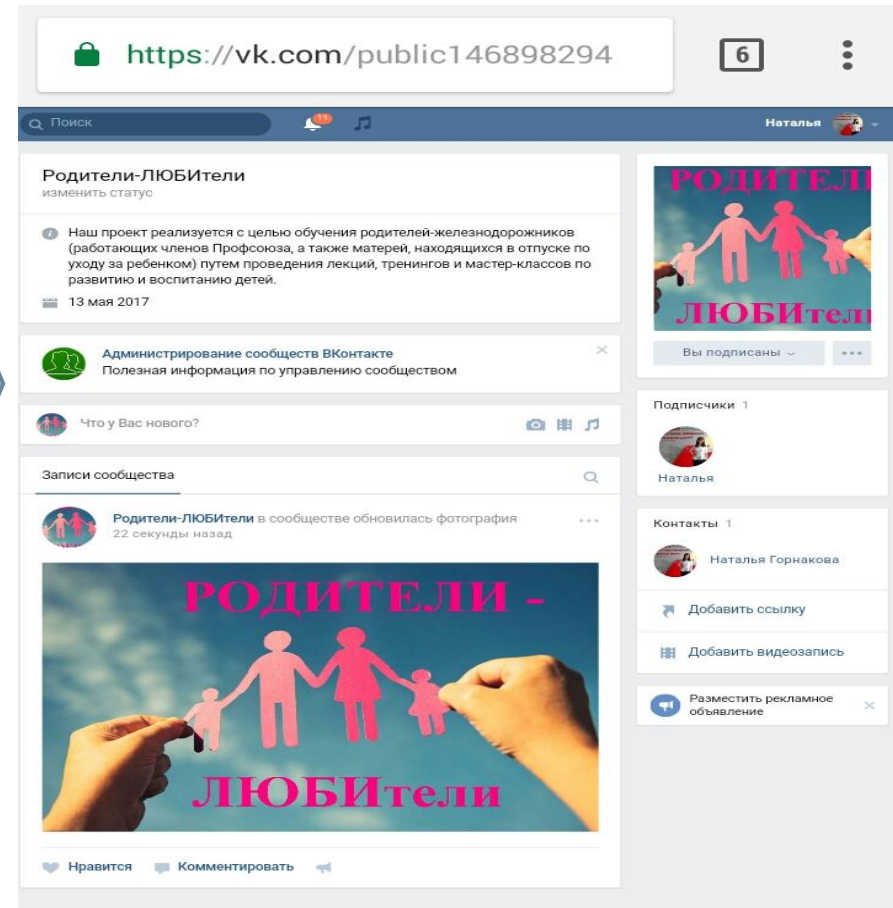 https://vk.com/public146898294
6
Поиск
11
Наталья
Родители-ЛЮБИтели
изменить статус
Наш проект реализуется с целью обучения родителей-железнодорожников
(работающих членов Профсоюза, а также матерей, находящихся в отпуске по
уходу за ребенком) путем проведения лекций, тренингов и мастер-классов по
развитию и воспитанию детей.
13 мая 2017
Администрирование сообществ ВКонтакте
Полезная информация по управлению сообществом
Что у Вас нового?
Записи сообщества
Родители-ЛЮБИтели в сообществе обновилась фотография
22 секунды назад
РОДИТЕЛИ -
ЛЮБИтели
Нравится
Комментировать
РОДИТЕЛИ
ЛЮБИтели
Вы подписаны
Подписчики 1
Наталья
Контакты 1
Наталья Горнакова
Добавить ссылку
Добавить видеозапись
Разместить рекламное
объявление